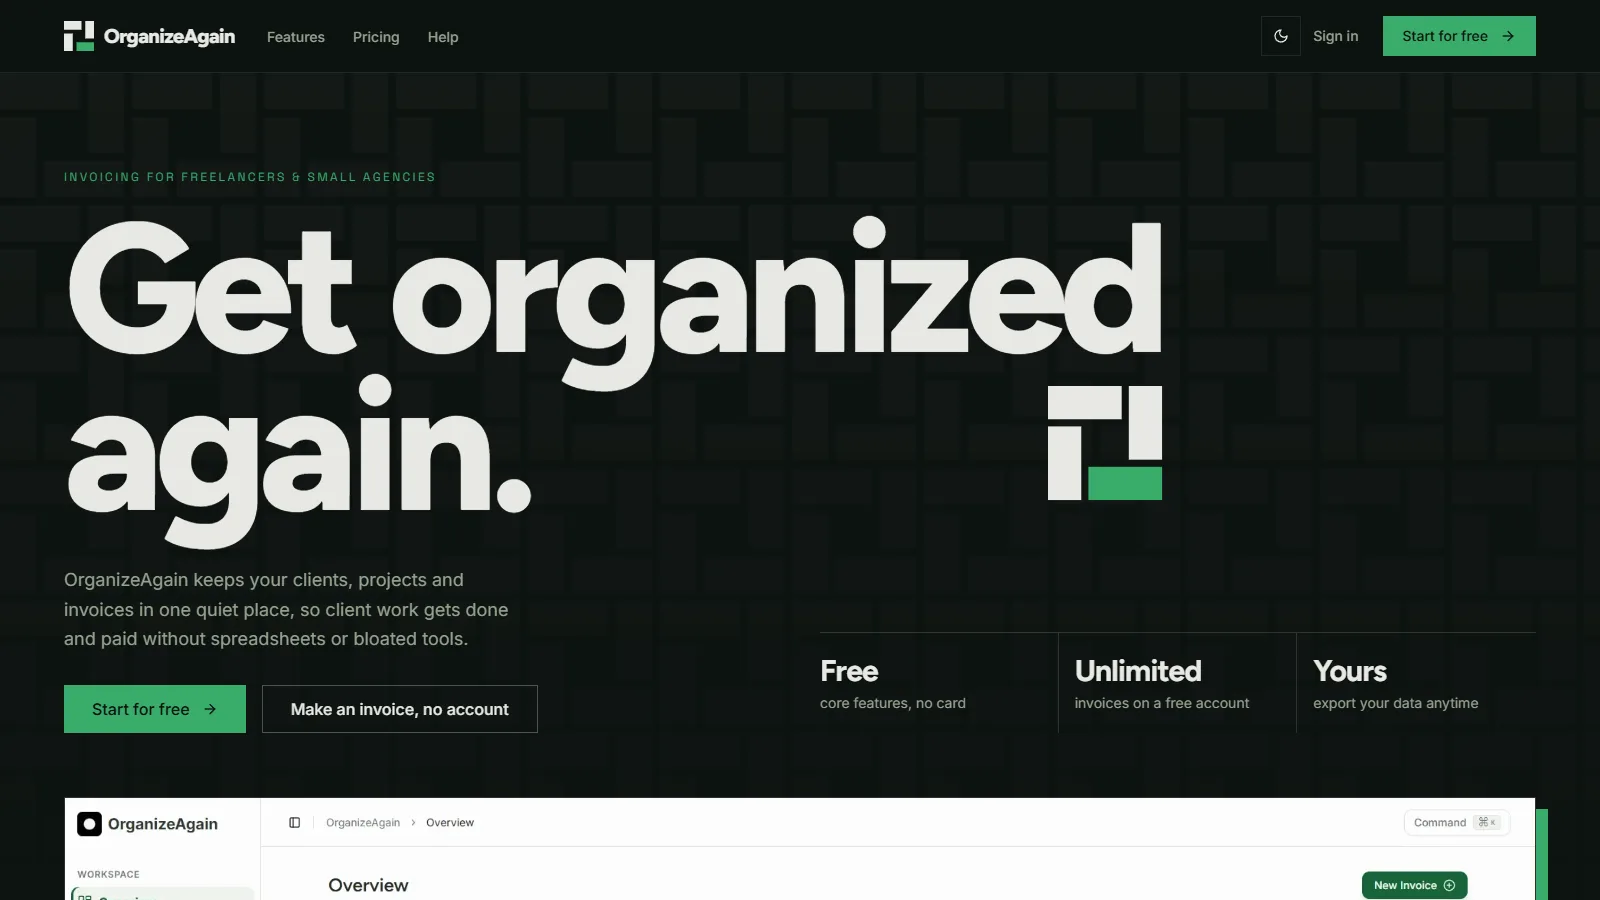 OrganizeAgain
Features
Pricing
Help
Sign in
Start for free
INVOICING FOR FREELANCERS & SMALL AGENCIES
Get organized
again.
OrganizeAgain keeps your clients, projects and
invoices in one quiet place, so client work gets done
and paid without spreadsheets or bloated tools.
Start for free
Make an invoice, no account
Free
core features, no card
Unlimited
invoices on a free account
Yours
export your data anytime
OrganizeAgain
OrganizeAgain > Overview
Command ⌘K
WORKSPACE
Overview
New Invoice